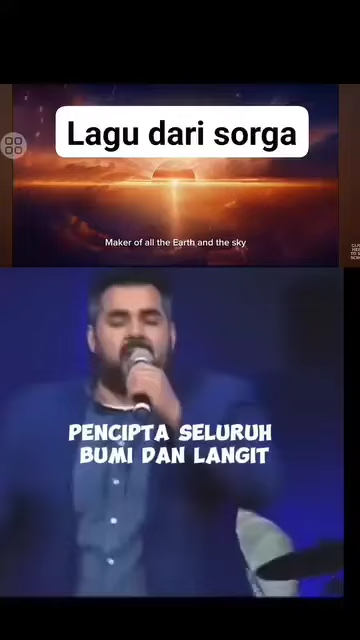 Lagu dari sorga
Maker of all the Earth and the sky
PENCIPTA SELURUH
BUMI DAN LANGIT